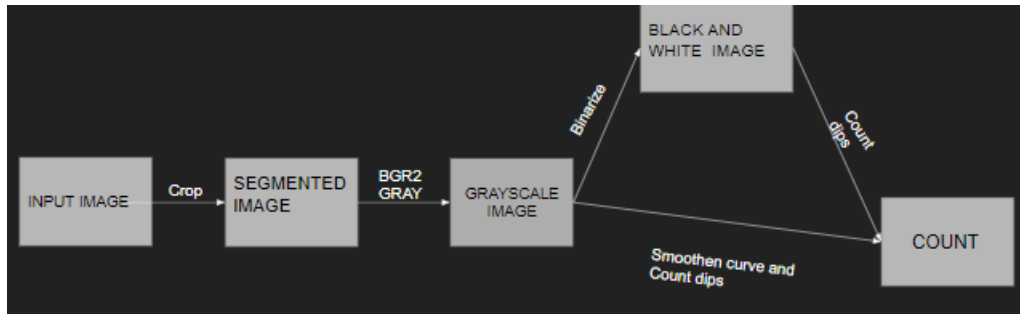 INPUT IMAGE
Crop
SEGMENTED
IMAGE
BGR2
GRAY
GRAYSCALE
IMAGE
Binarize
BLACK AND
WHITE IMAGE
Count
dips
Smoothen curve and
Count dips
COUNT